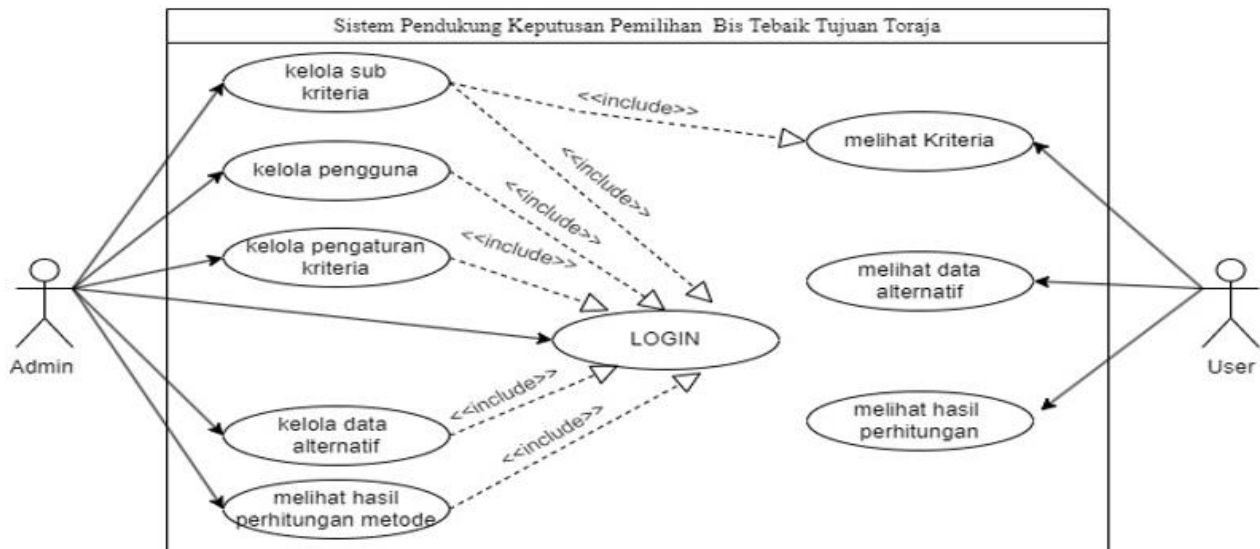 Sistem Pendukung Keputusan Pemilihan Bis Tebaik Tujuan Toraja
kelola sub
kriteria
<<include>>
melihat Kriteria
<<include>>
kelola pengguna
<<include>>
kelola pengaturan
kriteria
<<include>>
melihat data
alternatif
LOGIN
Admin
User
<<include>>
kelola data
alternatif
melihat hasil
perhitungan
<<include>>
melihat hasil
perhitungan metode